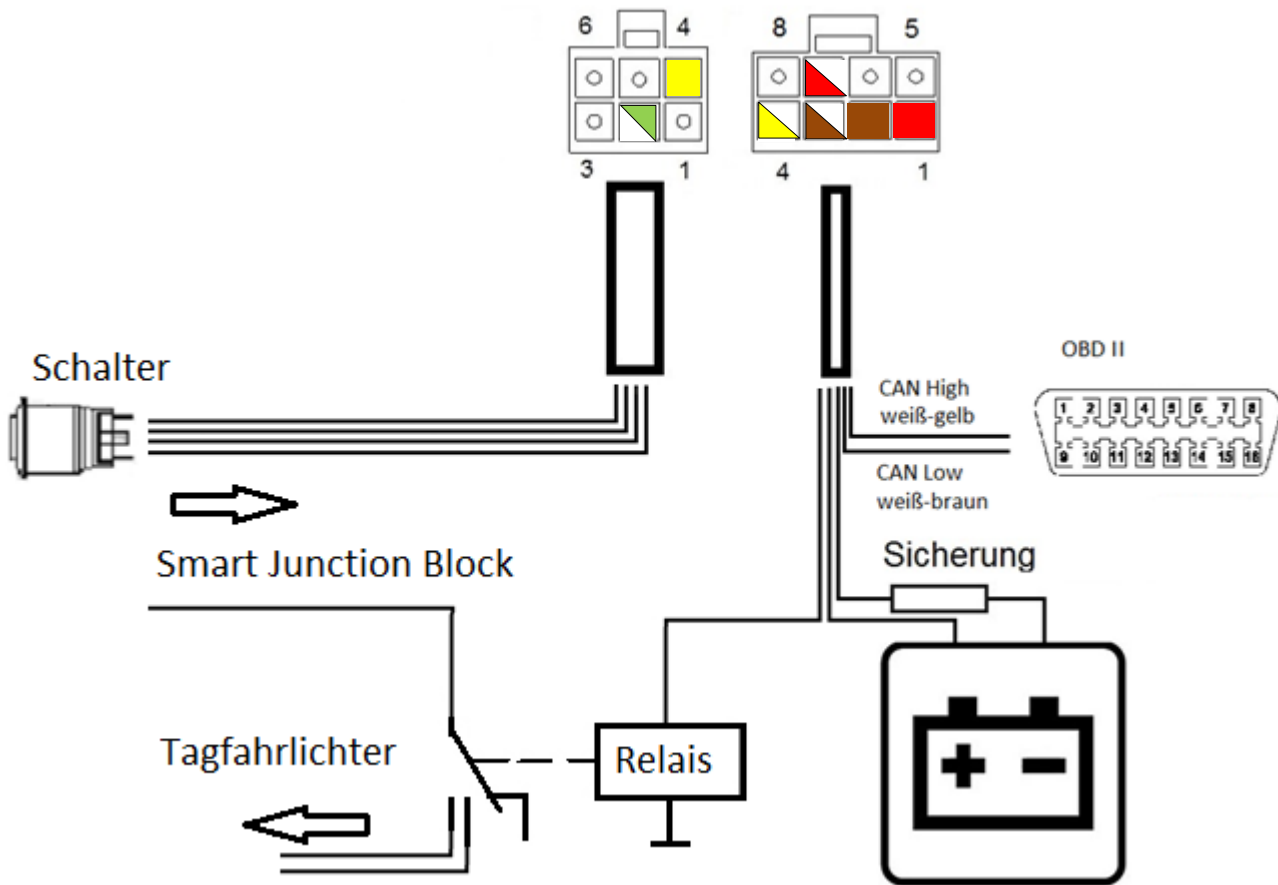 6 4
8 5
3 1
4 1
Schalter
OBD II
CAN High
weiß-gelb
1 2 3 4 5 6 7 8
9 10 11 12 13 14 15 16
CAN Low
weiß-braun
Smart Junction Block
Sicherung
Tagfahrlichter
Relais